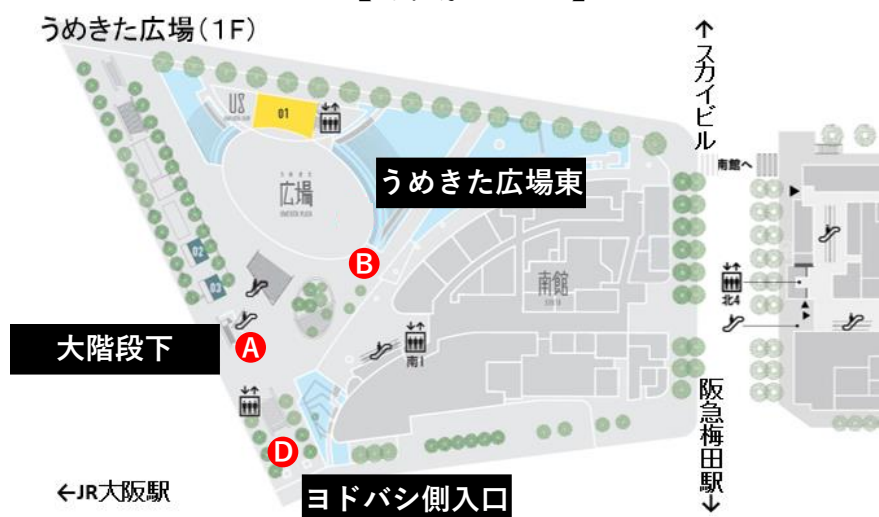 うめきた広場(1F)
↑スカイビル
US
01
南館へ
うめきた広場東
広場
02
B
03
南館
北4
大階段下
A
南1
阪急梅田駅↓
D
←JR大阪駅
ヨドバシ側入口